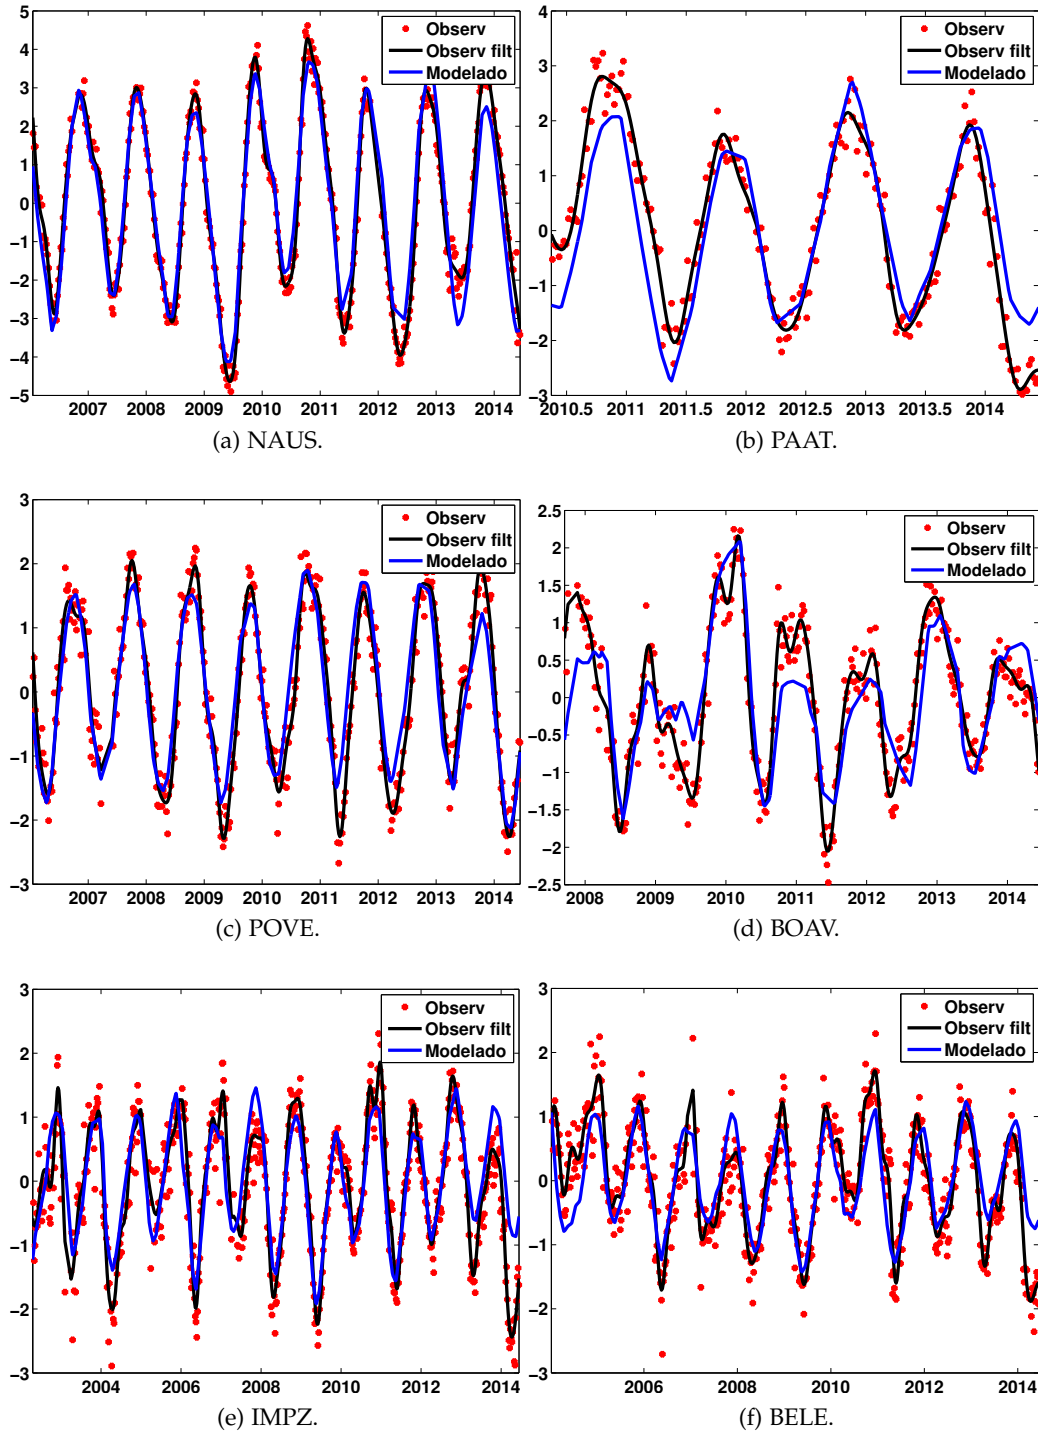 5
4
3
2
1
0
−1
−2
−3
−4
−5
2007 2008 2009 2010 2011 2012 2013 2014
Observ
Observ filt
Modelado
(a) NAUS.
4
3
2
1
0
−1
−2
−3
2010.5 2011 2011.5 2012 2012.5 2013 2013.5 2014
Observ
Observ filt
Modelado
(b) PAAT.
3
2
1
0
−1
−2
−3
2007 2008 2009 2010 2011 2012 2013 2014
Observ
Observ filt
Modelado
(c) POVE.
2.5
2
1.5
1
0.5
0
−0.5
−1
−1.5
−2
−2.5
2008 2009 2010 2011 2012 2013 2014
Observ
Observ filt
Modelado
(d) BOAV.
3
2
1
0
−1
−2
−3
2004 2006 2008 2010 2012 2014
Observ
Observ filt
Modelado
(e) IMPZ.
3
2
1
0
−1
−2
−3
2006 2008 2010 2012 2014
Observ
Observ filt
Modelado
(f) BELE.